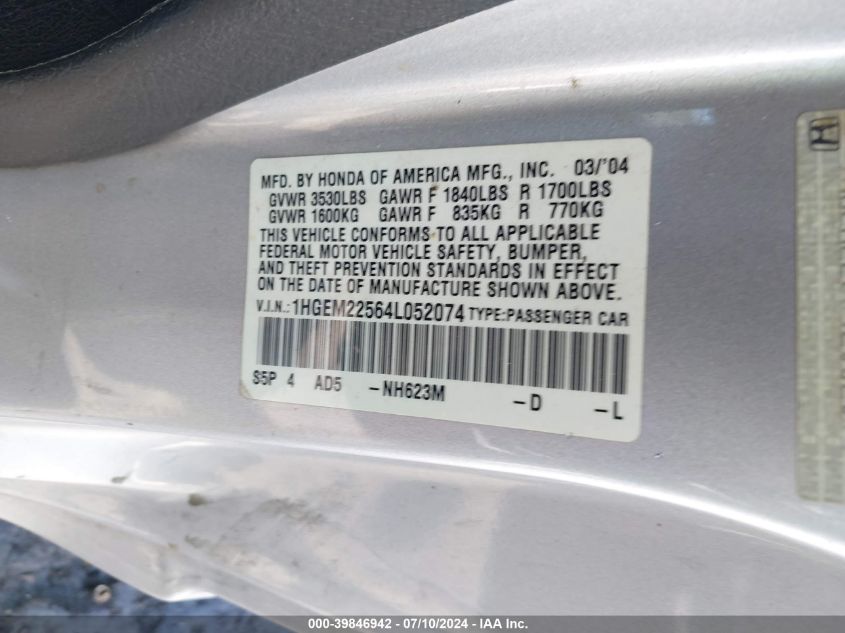 MFD. BY HONDA OF AMERICA MFG., INC. 03/'04
GVWR 3530LBS GAWR F 1840LBS R 1700LBS
GVWR 1600KG GAWR F 835KG R 770KG
THIS VEHICLE CONFORMS TO ALL APPLICABLE
FEDERAL MOTOR VEHICLE SAFETY, BUMPER,
AND THEFT PREVENTION STANDARDS IN EFFECT
ON THE DATE OF MANUFACTURE SHOWN ABOVE.
V.I.N.: 1HGEM22564L052074 TYPE:PASSENGER CAR
S5P 4 AD5 -NH623M -D -L
000-39846942 - 07/10/2024 - IAA Inc.